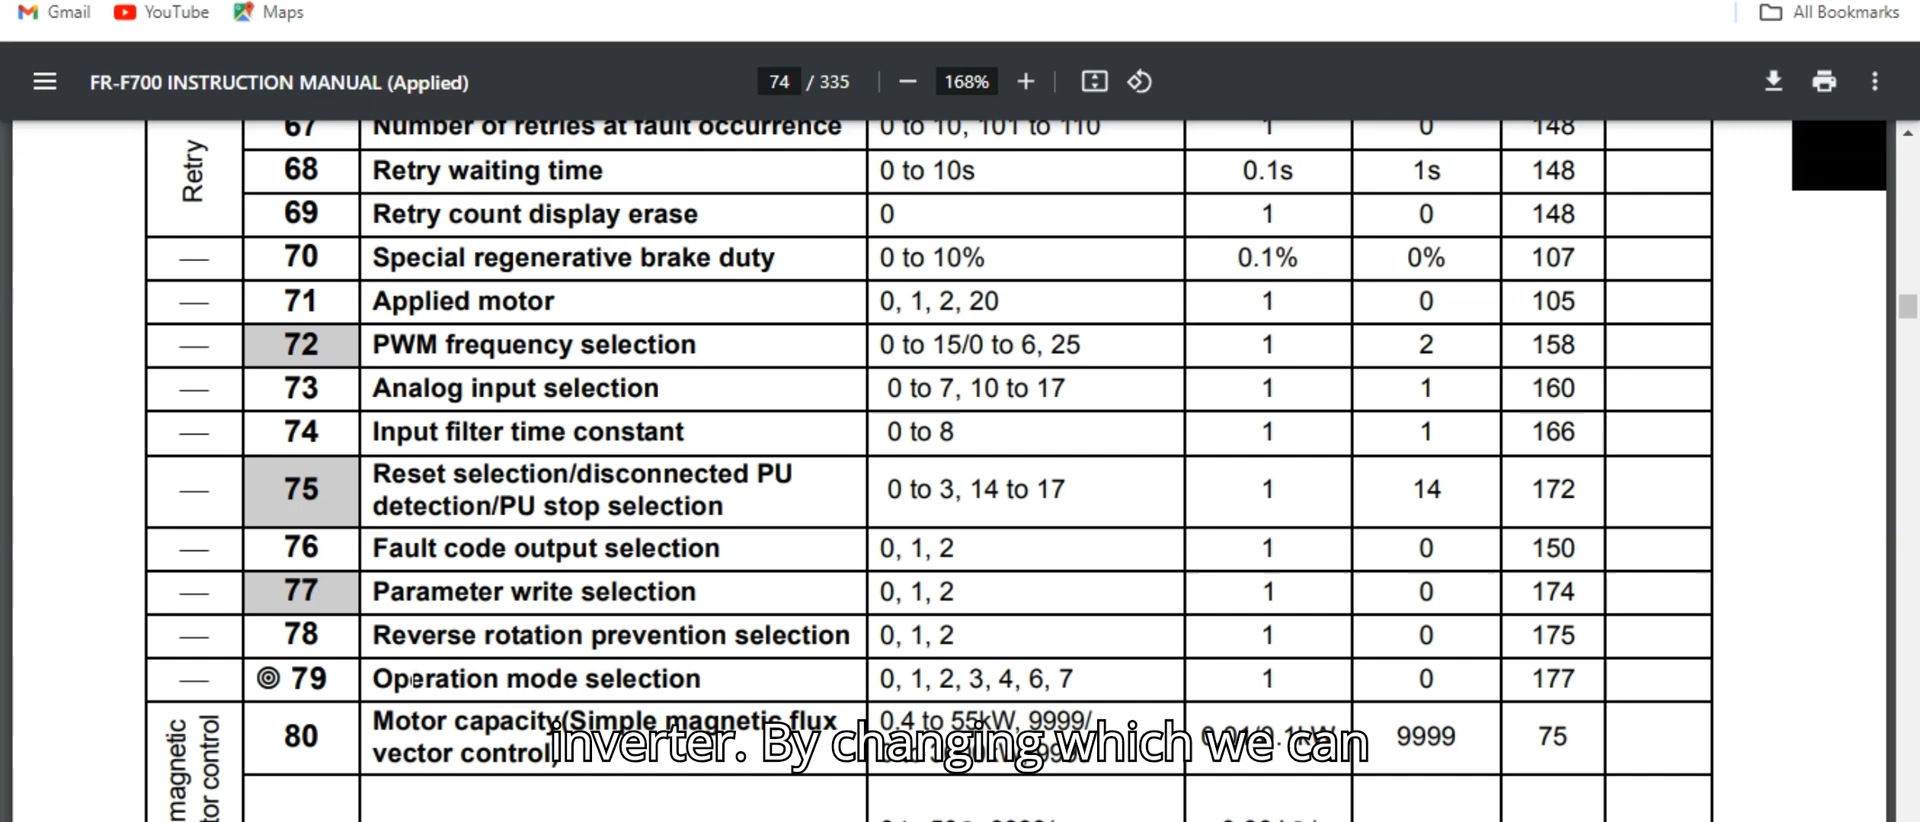 Gmail YouTube Maps All Bookmarks
FR-F700 INSTRUCTION MANUAL (Applied) 74 / 335 168%
Retry
67 Number of retries at fault occurrence 0 to 10, 101 to 110 1 0 148
68 Retry waiting time 0 to 10s 0.1s 1s 148
69 Retry count display erase 0 1 0 148
— 70 Special regenerative brake duty 0 to 10% 0.1% 0% 107
— 71 Applied motor 0, 1, 2, 20 1 0 105
— 72 PWM frequency selection 0 to 15/0 to 6, 25 1 2 158
— 73 Analog input selection 0 to 7, 10 to 17 1 1 160
— 74 Input filter time constant 0 to 8 1 1 166
— 75 Reset selection/disconnected PU
detection/PU stop selection 0 to 3, 14 to 17 1 14 172
— 76 Fault code output selection 0, 1, 2 1 0 150
— 77 Parameter write selection 0, 1, 2 1 0 174
— 78 Reverse rotation prevention selection 0, 1, 2 1 0 175
— ◎ 79 Operation mode selection 0, 1, 2, 3, 4, 6, 7 1 0 177
magnetic
tor control
80 Motor capacity(Simple magnetic flux
vector control) 0.4 to 55kW, 9999/ 9999 75
inverter. By changing which we can